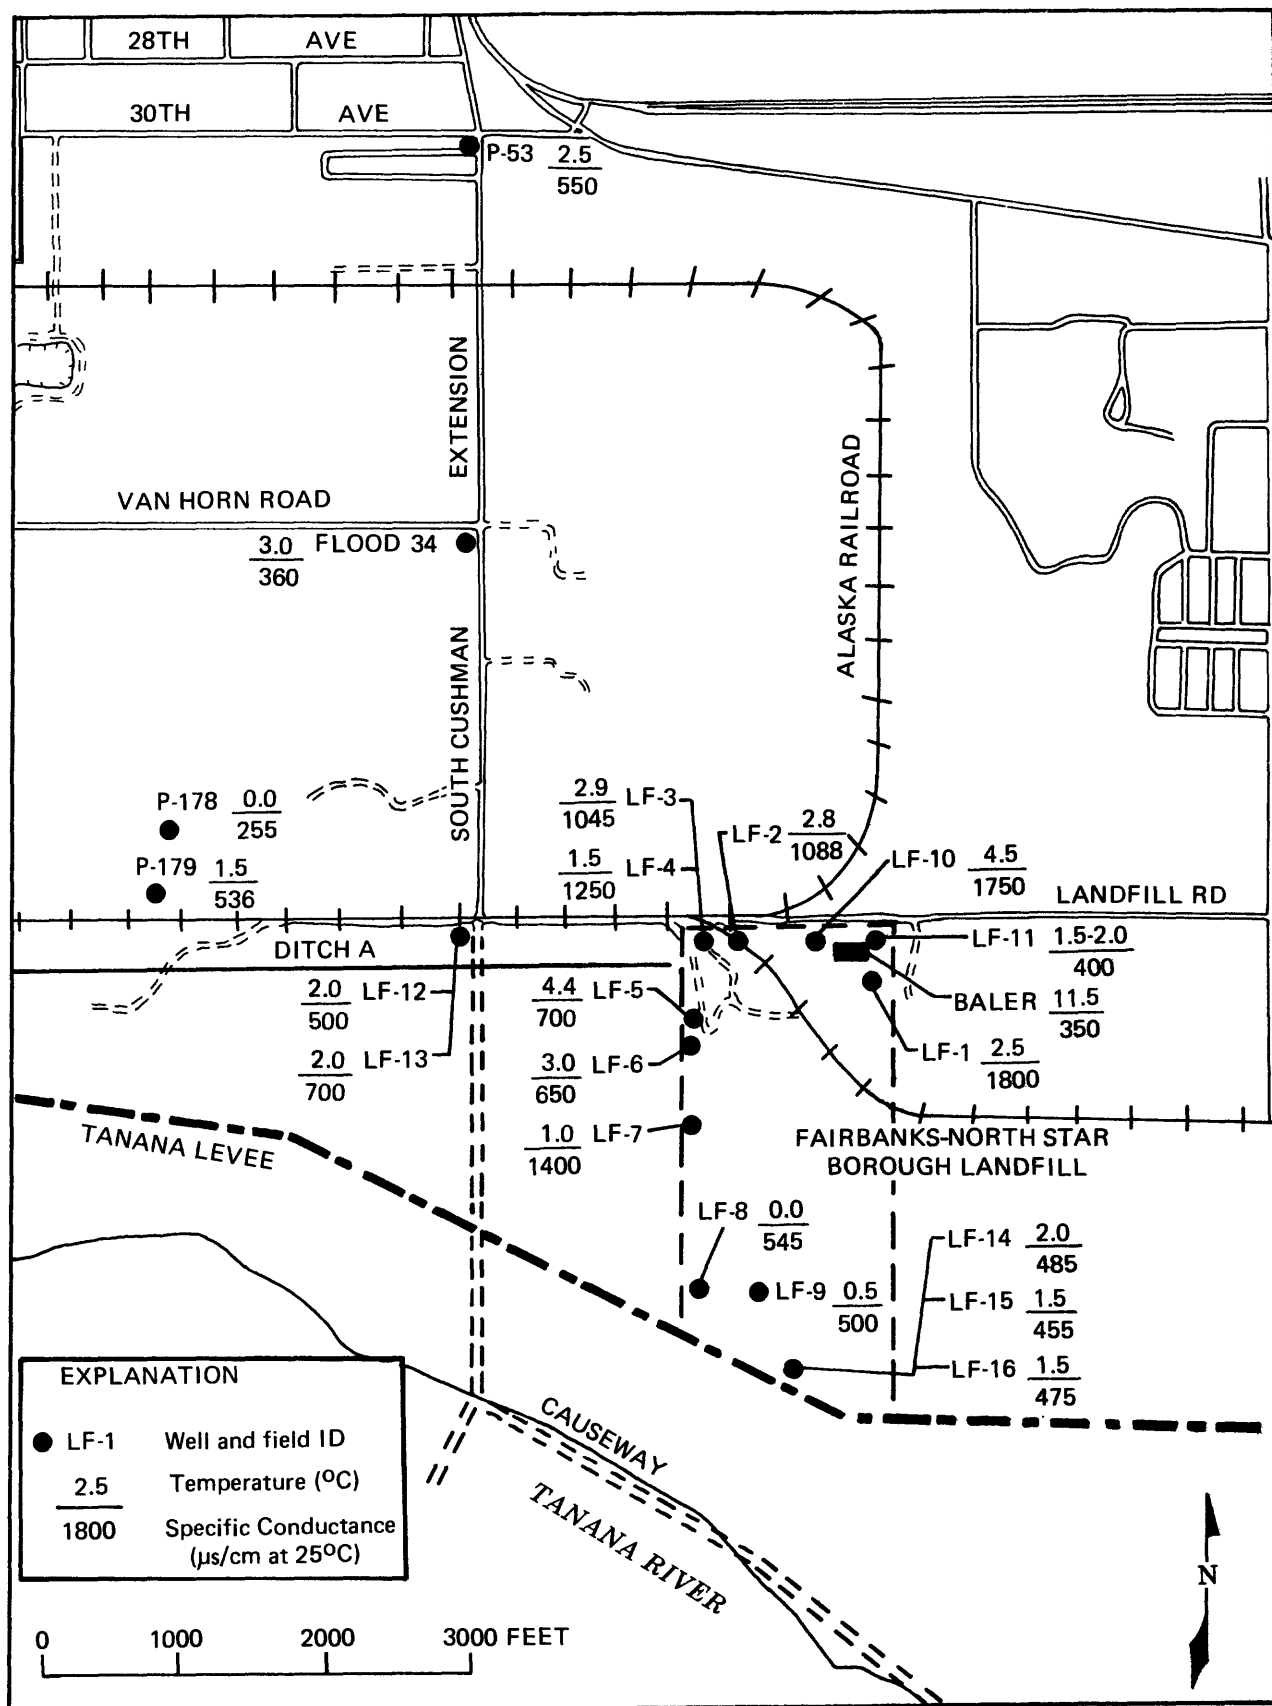 28TH AVE
30TH AVE
P-53 2.5
550
EXTENSION
ALASKA RAILROAD
VAN HORN ROAD
3.0 FLOOD 34
360
SOUTH CUSHMAN
P-178 0.0
255
P-179 1.5
536
2.9 LF-3
1045
LF-2 2.8
1088
1.5 LF-4
1250
LF-10 4.5
1750
LANDFILL RD
DITCH A
LF-11 1.5-2.0
400
2.0 LF-12
500
4.4 LF-5
700
BALER 11.5
350
2.0 LF-13
700
3.0 LF-6
650
LF-1 2.5
1800
TANANA LEVEE
1.0 LF-7
1400
FAIRBANKS-NORTH STAR
BOROUGH LANDFILL
LF-8 0.0
545
LF-14 2.0
485
LF-9 0.5
500
LF-15 1.5
455
LF-16 1.5
475
CAUSEWAY
TANANA RIVER
EXPLANATION
LF-1 Well and field ID
2.5 Temperature (°C)
1800 Specific Conductance
(µs/cm at 25°C)
N
0 1000 2000 3000 FEET